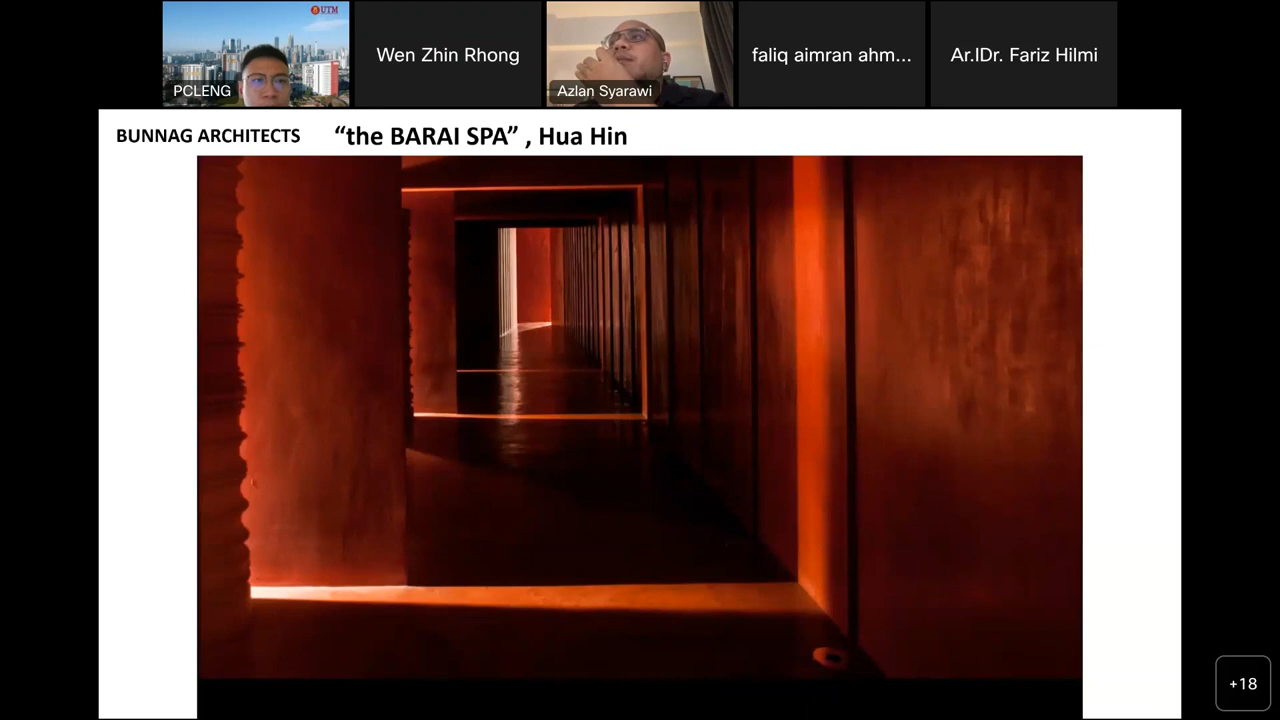 UTM
PCLENG
Wen Zhin Rhong
Azlan Syarawi
faliq aimran ahm...
Ar.IDr. Fariz Hilmi
BUNNAG ARCHITECTS “the BARAI SPA” , Hua Hin
+18